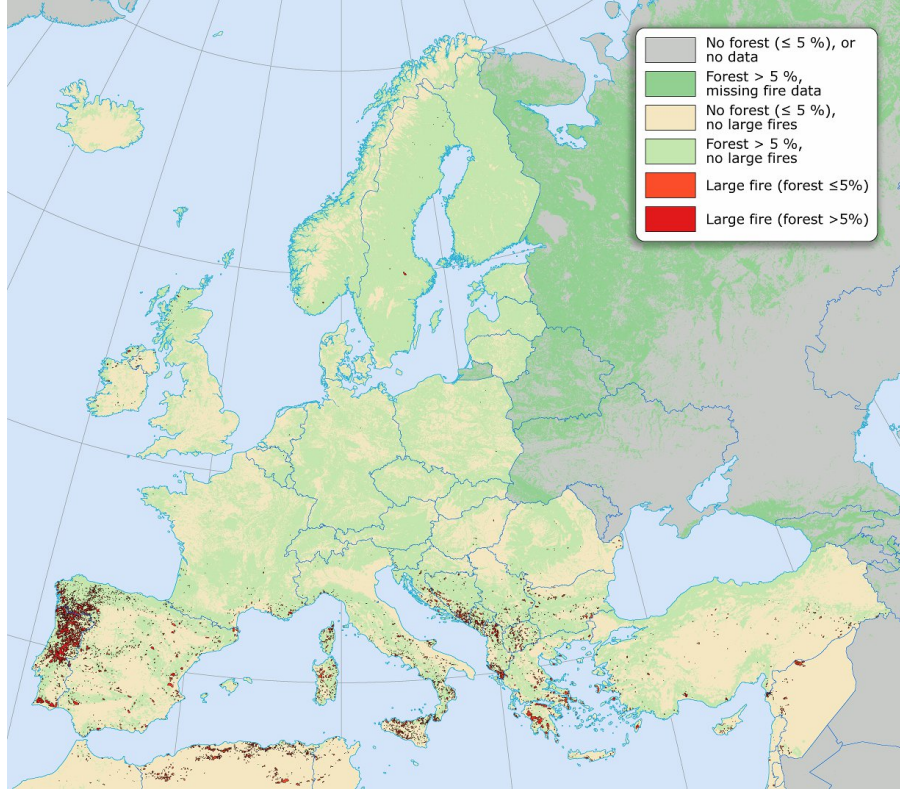 No forest (≤ 5 %), or
no data
Forest > 5 %,
missing fire data
No forest (≤ 5 %),
no large fires
Forest > 5 %,
no large fires
Large fire (forest ≤5%)
Large fire (forest >5%)